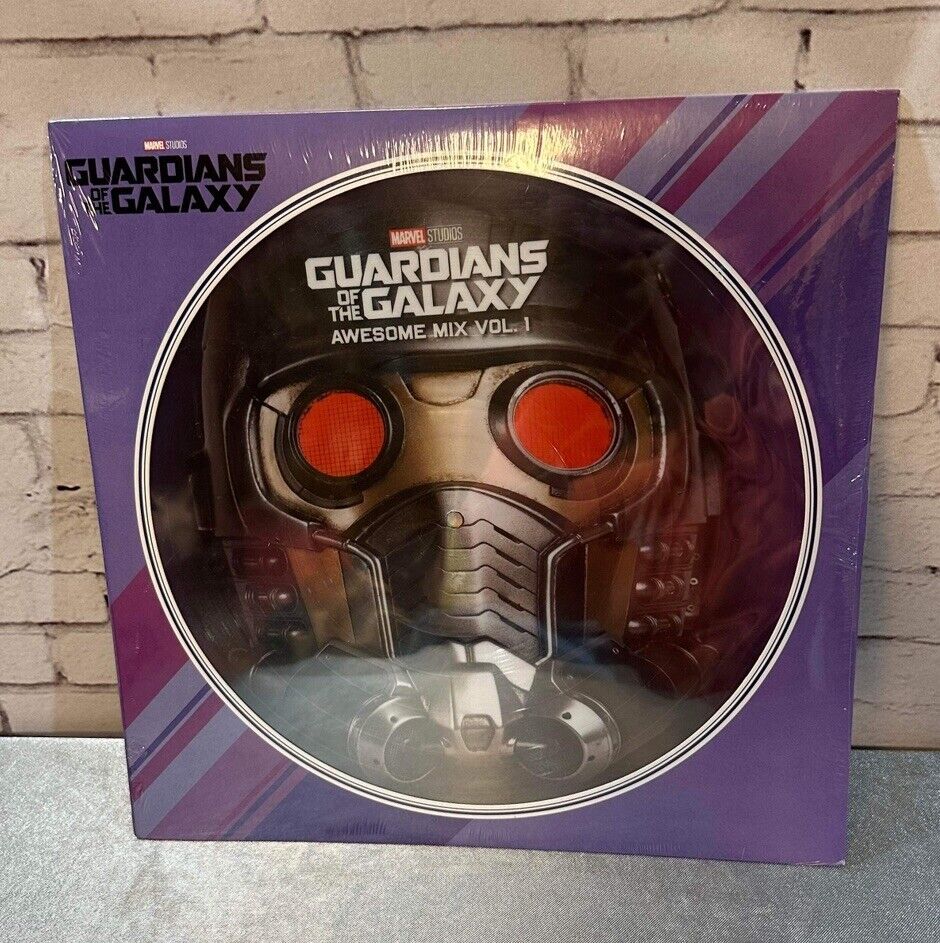 MARVEL STUDIOS
GUARDIANS
OF
THE GALAXY
MARVEL STUDIOS
GUARDIANS
OF
THE GALAXY
AWESOME MIX VOL. 1